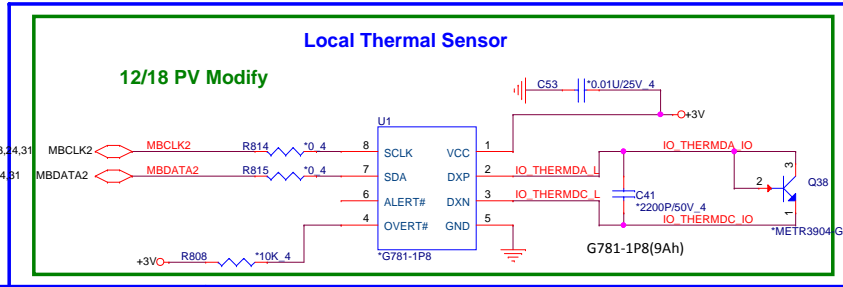 Local Thermal Sensor
12/18 PV Modify
C53
*0.01U/25V_4
+3V
U1
MBCLK2
MBCLK2
R814
*0_4
8
SCLK
VCC
1
IO_THERMDA_IO
MBDATA2
MBDATA2
R815
*0_4
7
SDA
DXP
2
IO_THERMDA_L
3
2
Q38
6
ALERT#
DXN
3
IO_THERMDC_L
C41
*2200P/50V_4
1
4
OVERT#
GND
5
IO_THERMDC_IO
*METR3904-G
+3V
R808
*10K_4
*G781-1P8
G781-1P8(9Ah)